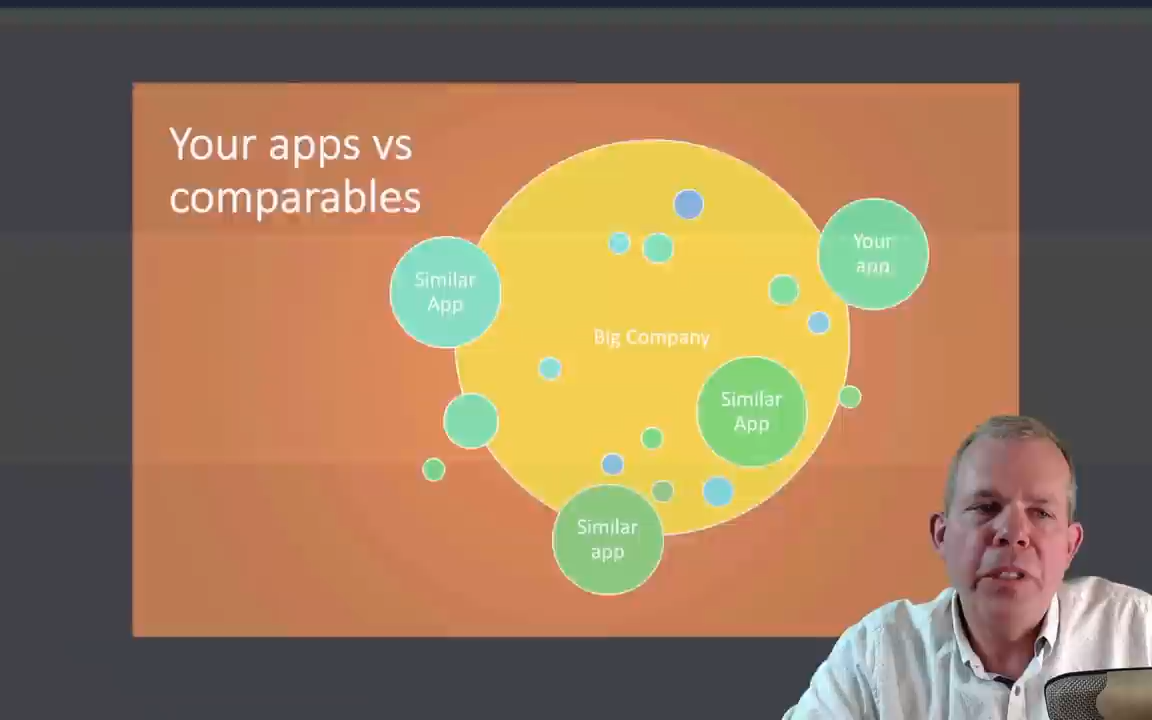 Your apps vs
comparables
Similar
App
Your
app
Big Company
Similar
App
Similar
app